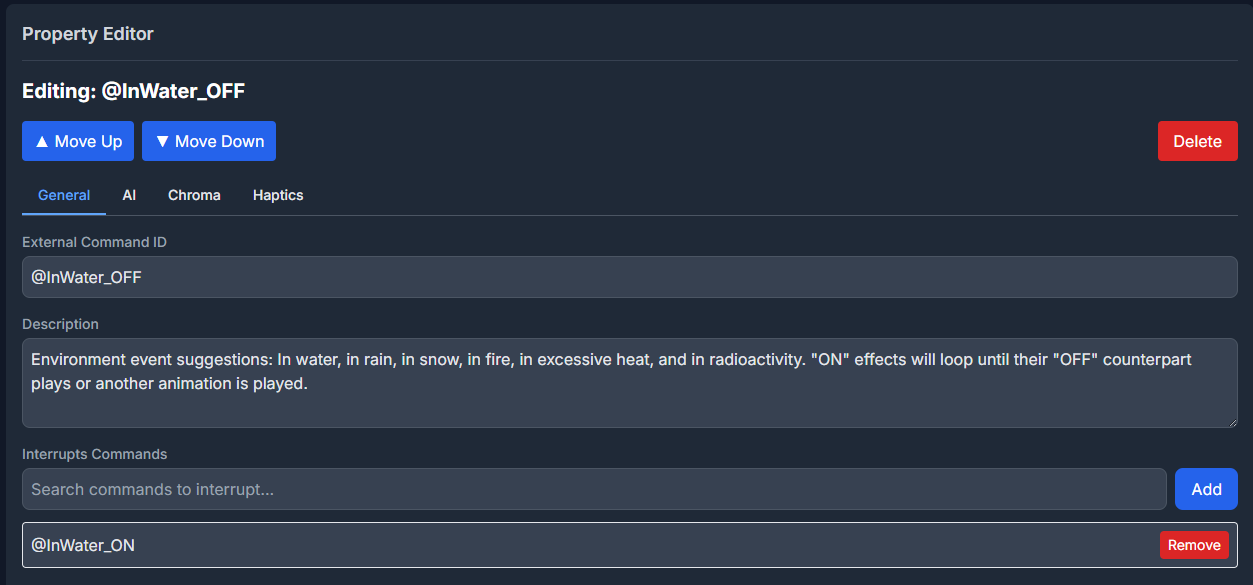 Property Editor
Editing: @InWater_OFF
▲ Move Up ▼ Move Down Delete
General AI Chroma Haptics
External Command ID
@InWater_OFF
Description
Environment event suggestions: In water, in rain, in snow, in fire, in excessive heat, and in radioactivity. "ON" effects will loop until their "OFF" counterpart
plays or another animation is played.
Interrupts Commands
Search commands to interrupt... Add
@InWater_ON Remove